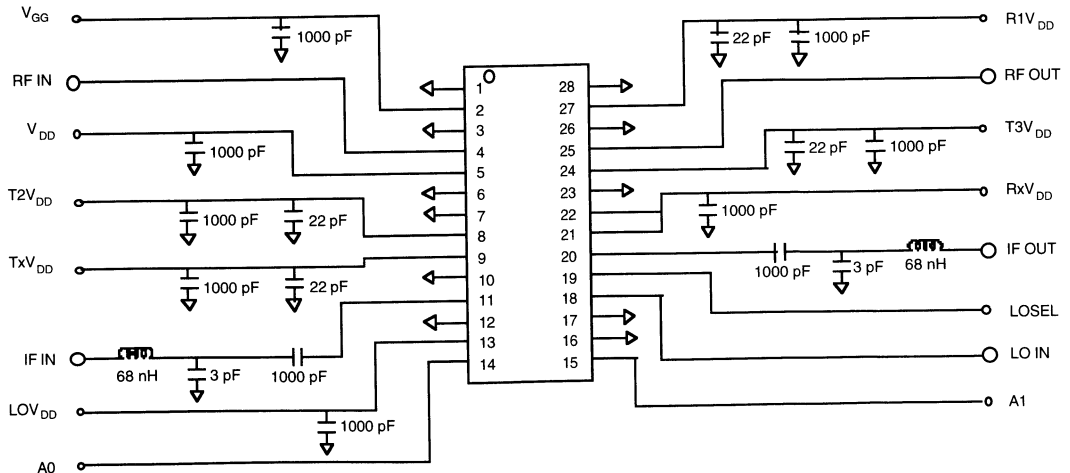 VGG
1000 pF
RF IN
VDD
1000 pF
T2VDD
1000 pF
22 pF
TxVDD
1000 pF
22 pF
IF IN
68 nH
3 pF
1000 pF
LOVDD
1000 pF
A0
1
2
3
4
5
6
7
8
9
10
11
12
13
14
28
27
26
25
24
23
22
21
20
19
18
17
16
15
R1VDD
22 pF
1000 pF
RF OUT
T3VDD
22 pF
1000 pF
RxVDD
1000 pF
IF OUT
1000 pF
3 pF
68 nH
LOSEL
LO IN
A1